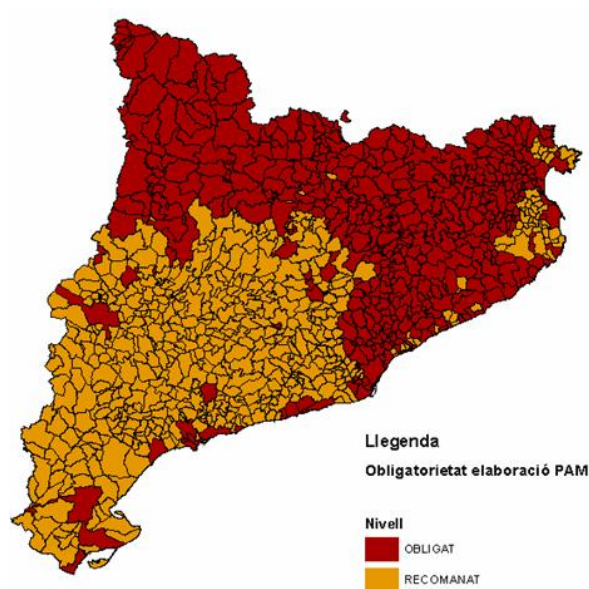 Llegenda
Obligatorietat elaboració PAM
Nivell
OBLIGAT
RECOMANAT